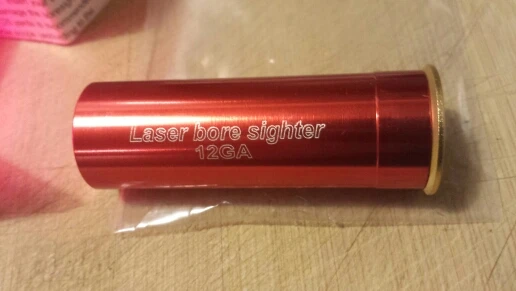 Laser bore sighter
12GA